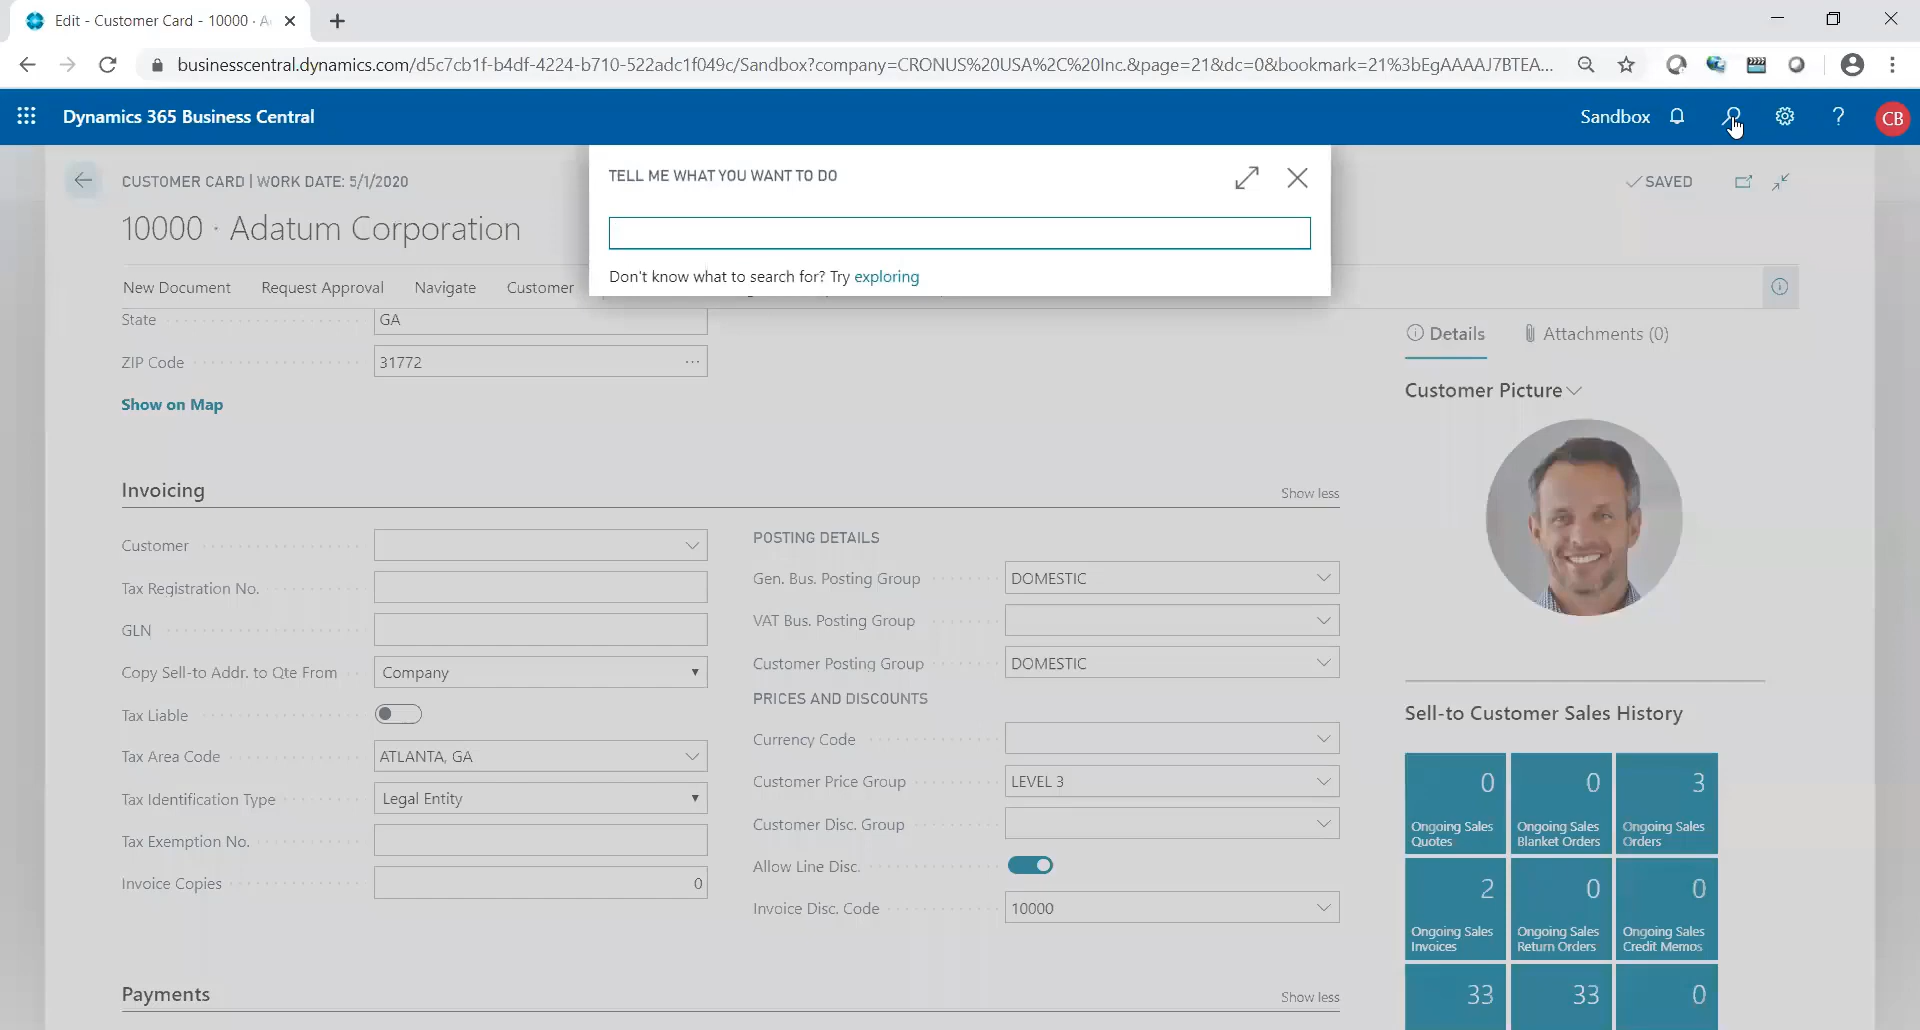 Edit - Customer Card - 10000 - A
businesscentral.dynamics.com/d5c7cb1f-b4df-4224-b710-522adc1f049c/Sandbox?company=CRONUS%20USA%2C%20Inc.&page=21&dc=0&bookmark=21%3bEgAAAAJ7BTEA...
Dynamics 365 Business Central
Sandbox
?
CB
CUSTOMER CARD | WORK DATE: 5/1/2020
SAVED
10000 · Adatum Corporation
TELL ME WHAT YOU WANT TO DO
Don't know what to search for? Try exploring
New Document
Request Approval
Navigate
Customer
State
GA
ZIP Code
31772
...
Show on Map
Details
Attachments (0)
Customer Picture
Invoicing
Show less
Customer
Tax Registration No.
GLN
Copy Sell-to Addr. to Qte From
Company
Tax Liable
Tax Area Code
ATLANTA, GA
Tax Identification Type
Legal Entity
Tax Exemption No.
Invoice Copies
0
POSTING DETAILS
Gen. Bus. Posting Group
DOMESTIC
VAT Bus. Posting Group
Customer Posting Group
DOMESTIC
PRICES AND DISCOUNTS
Currency Code
Customer Price Group
LEVEL 3
Customer Disc. Group
Allow Line Disc.
Invoice Disc. Code
10000
Payments
Show less
Sell-to Customer Sales History
0
Ongoing Sales
Quotes
0
Ongoing Sales
Blanket Orders
3
Ongoing Sales
Orders
2
Ongoing Sales
Invoices
0
Ongoing Sales
Return Orders
0
Ongoing Sales
Credit Memos
33
33
0